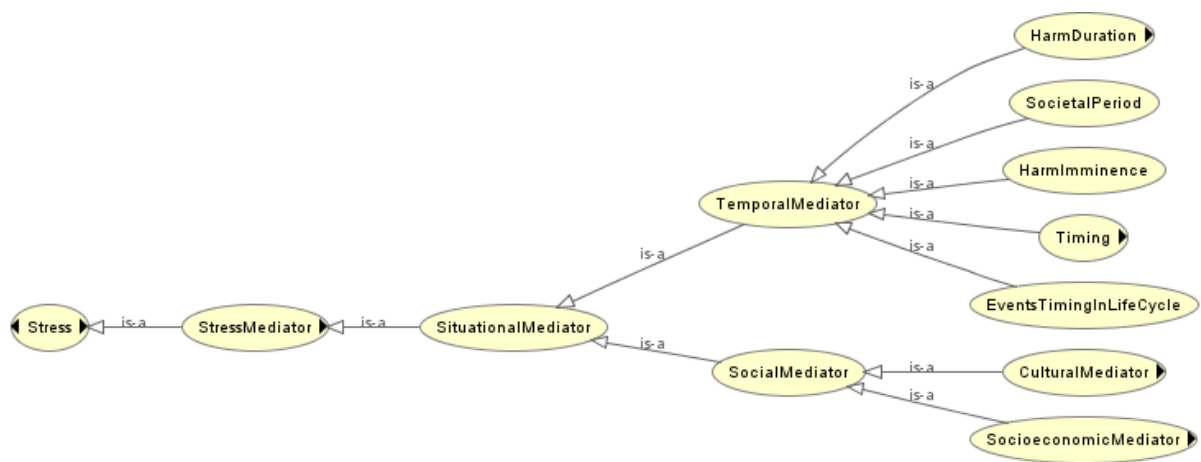 HarmDuration
is-a
SocietalPeriod
is-a
HarmImminence
is-a
TemporalMediator
is-a
Timing
is-a
is-a
EventsTimingInLifeCycle
Stress
is-a
StressMediator
is-a
SituationalMediator
is-a
SocialMediator
is-a
CulturalMediator
is-a
SocioeconomicMediator